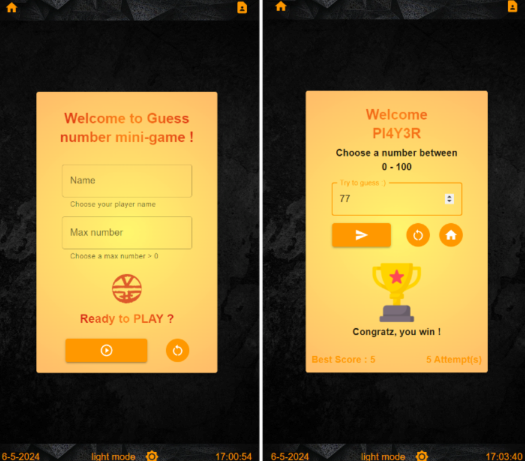 Welcome to Guess
number mini-game !
Name
Choose your player name
Max number
Choose a max number > 0
Ready to PLAY ?
6-5-2024
light mode
17:00:54
Welcome
Pl4Y3R
Choose a number between
0 - 100
Try to guess :)
77
Congratz, you win !
Best Score : 5
5 Attempt(s)
6-5-2024
light mode
17:03:40